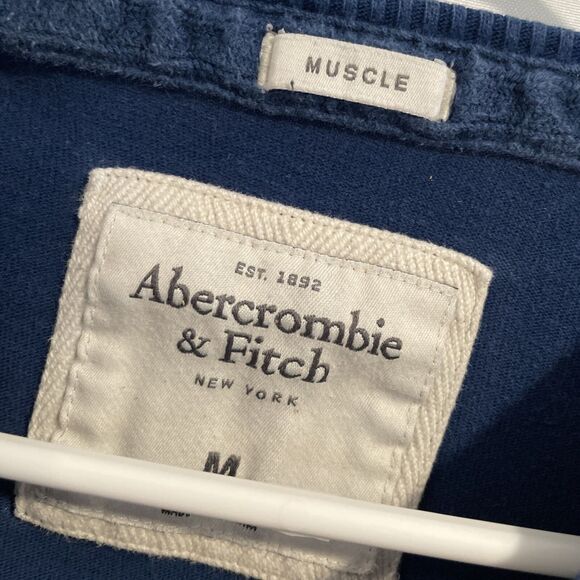 MUSCLE
EST. 1892
Abercrombie
& Fitch
NEW YORK
M